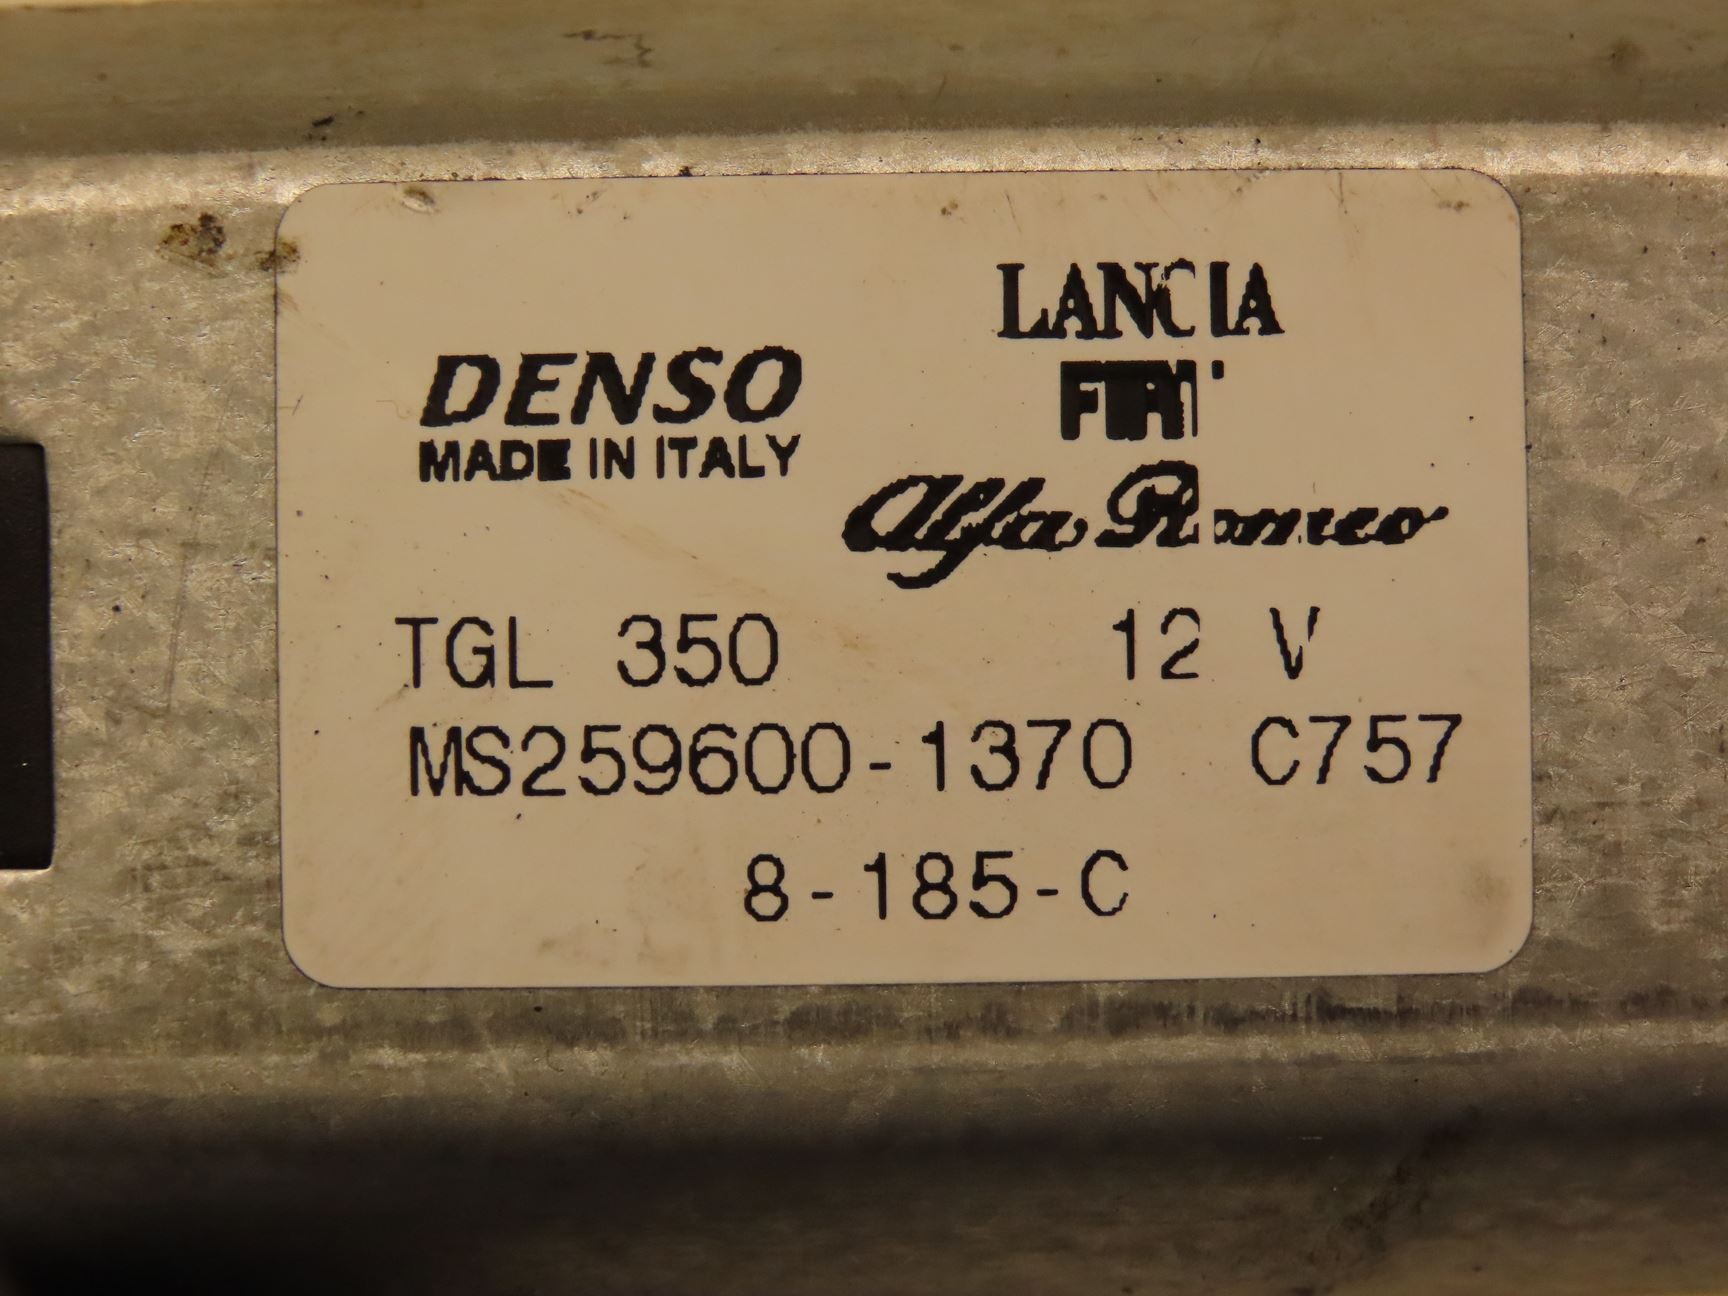 LANCIA
FIAT
DENSO
MADE IN ITALY
Alfa Romeo
TGL 350 12 V
MS259600-1370 C757
8-185-C